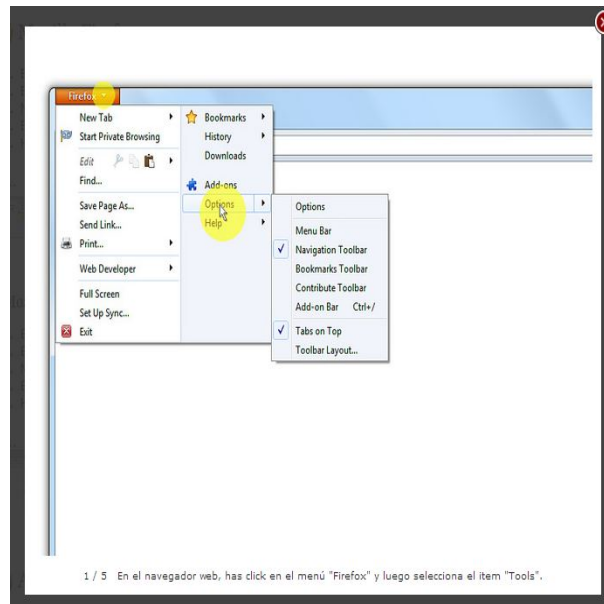 Firefox
New Tab
Start Private Browsing
Edit
Find...
Save Page As...
Send Link...
Print...
Web Developer
Full Screen
Set Up Sync...
Exit
Bookmarks
History
Downloads
Add-ons
Options
Help
Options
Menu Bar
Navigation Toolbar
Bookmarks Toolbar
Contribute Toolbar
Add-on Bar Ctrl+/
Tabs on Top
Toolbar Layout...
1 / 5 En el navegador web, has click en el menú "Firefox" y luego selecciona el item "Tools".